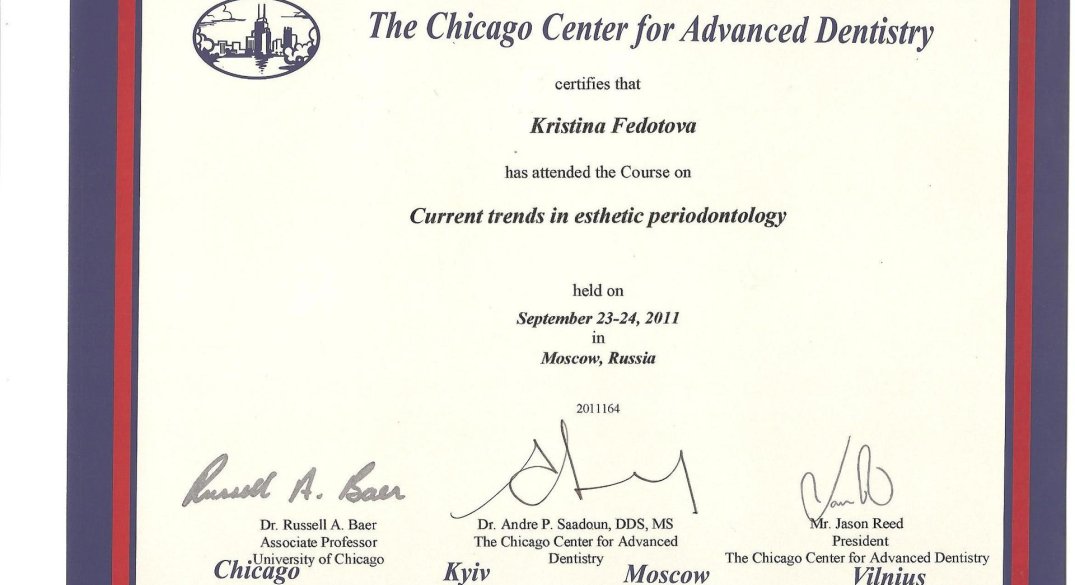 The Chicago Center for Advanced Dentistry
certifies that
Kristina Fedotova
has attended the Course on
Current trends in esthetic periodontology
held on
September 23-24, 2011
in
Moscow, Russia
2011164
Russell A. Baer
Dr. Russell A. Baer
Associate Professor
University of Chicago
Dr. Andre P. Saadoun, DDS, MS
The Chicago Center for Advanced
Dentistry
Mr. Jason Reed
President
The Chicago Center for Advanced Dentistry
Chicago Kyiv Moscow Vilnius